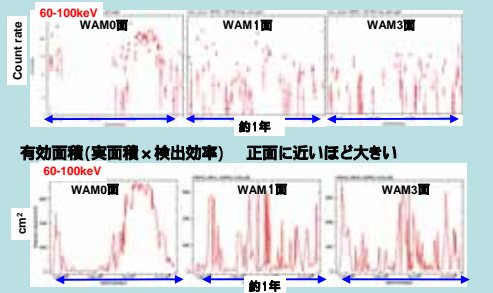 60-100keV
WAM0面 WAM1面 WAM3面
Count rate
約1年
有効面積(実面積×検出効率) 正面に近いほど大きい
60-100keV
WAM0面 WAM1面 WAM3面
cm²
約1年